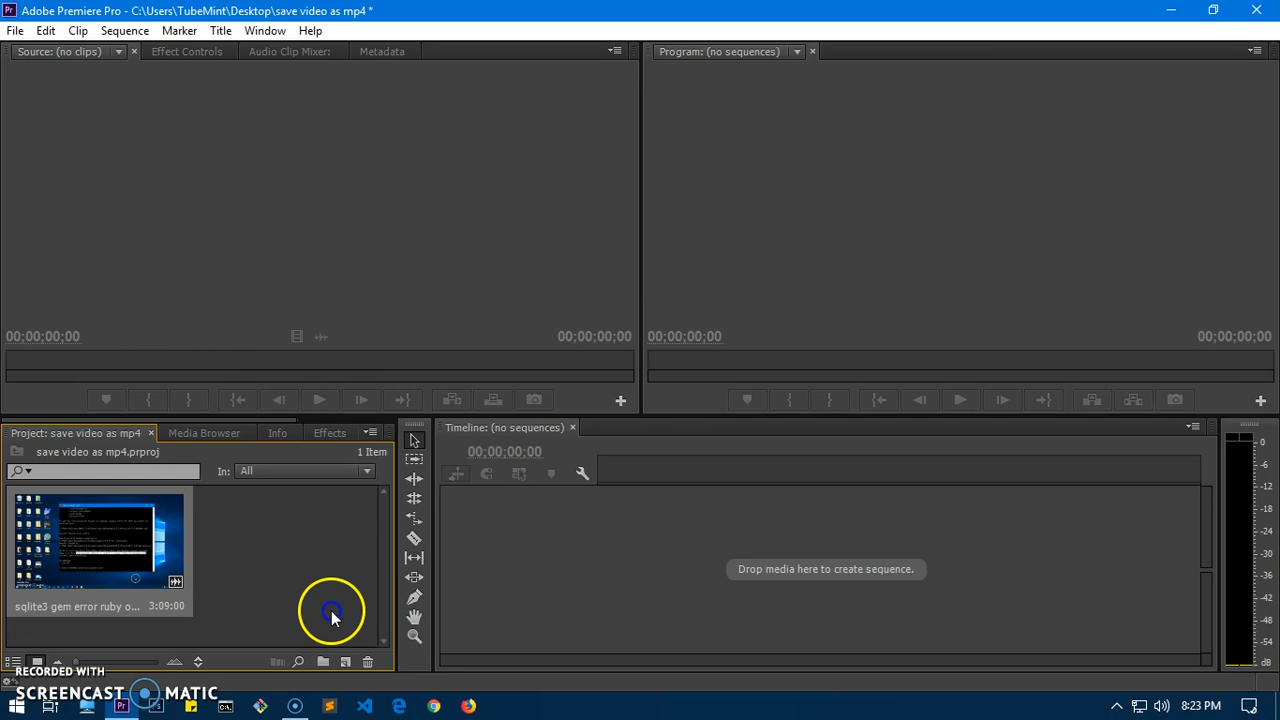 Adobe Premiere Pro - C:\Users\TubeMint\Desktop\save video as mp4 *
File Edit Clip Sequence Marker Title Window Help
Source: (no clips) Effect Controls Audio Clip Mixer: Metadata
Program: (no sequences)
00;00;00;00 00;00;00;00
00;00;00;00 00;00;00;00
Project: save video as mp4 Media Browser Info Effects
save video as mp4.prproj 1 Item
In: All
sqlite3 gem error ruby o... 3:09:00
Timeline: (no sequences)
00;00;00;00
Drop media here to create sequence.
0
-6
-12
-18
-24
-30
-36
-42
-48
-54
dB
RECORDED WITH
SCREENCAST MATIC
8:23 PM